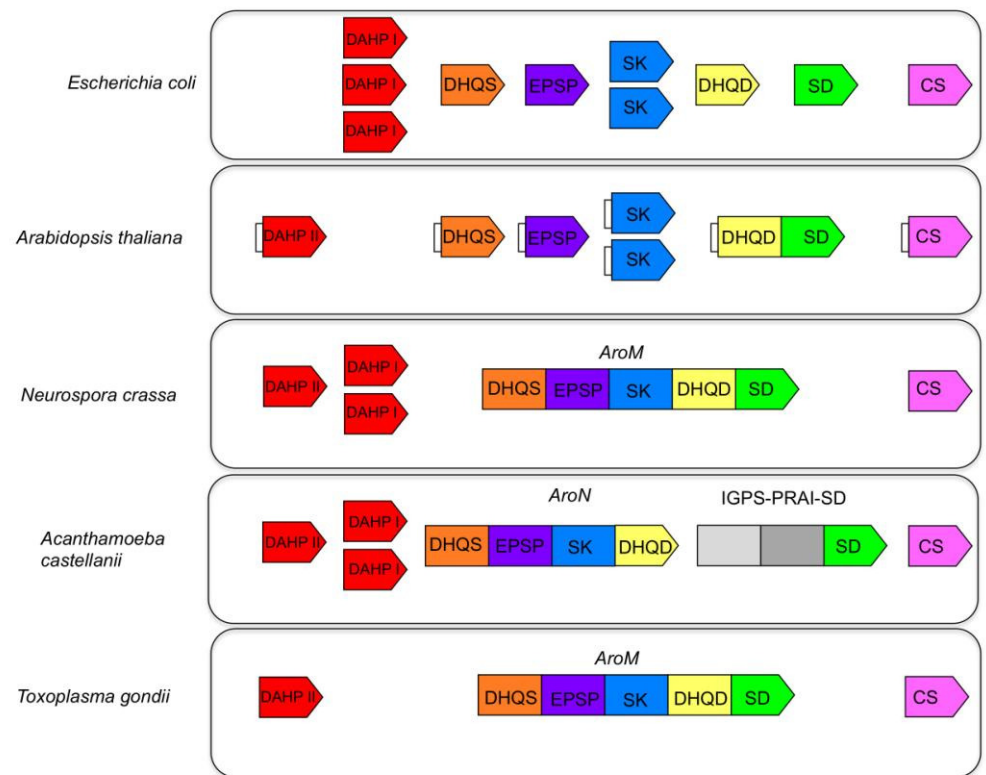 Escherichia coli
DAHP I
DAHP I
DAHP I
DHQS
EPSP
SK
SK
DHQD
SD
CS
Arabidopsis thaliana
DAHP II
DHQS
EPSP
SK
SK
DHQD
SD
CS
Neurospora crassa
DAHP II
DAHP I
DAHP I
AroM
DHQS
EPSP
SK
DHQD
SD
CS
Acanthamoeba
castellanii
DAHP II
DAHP I
DAHP I
AroN
DHQS
EPSP
SK
DHQD
IGPS-PRAI-SD
SD
CS
Toxoplasma gondii
DAHP II
AroM
DHQS
EPSP
SK
DHQD
SD
CS